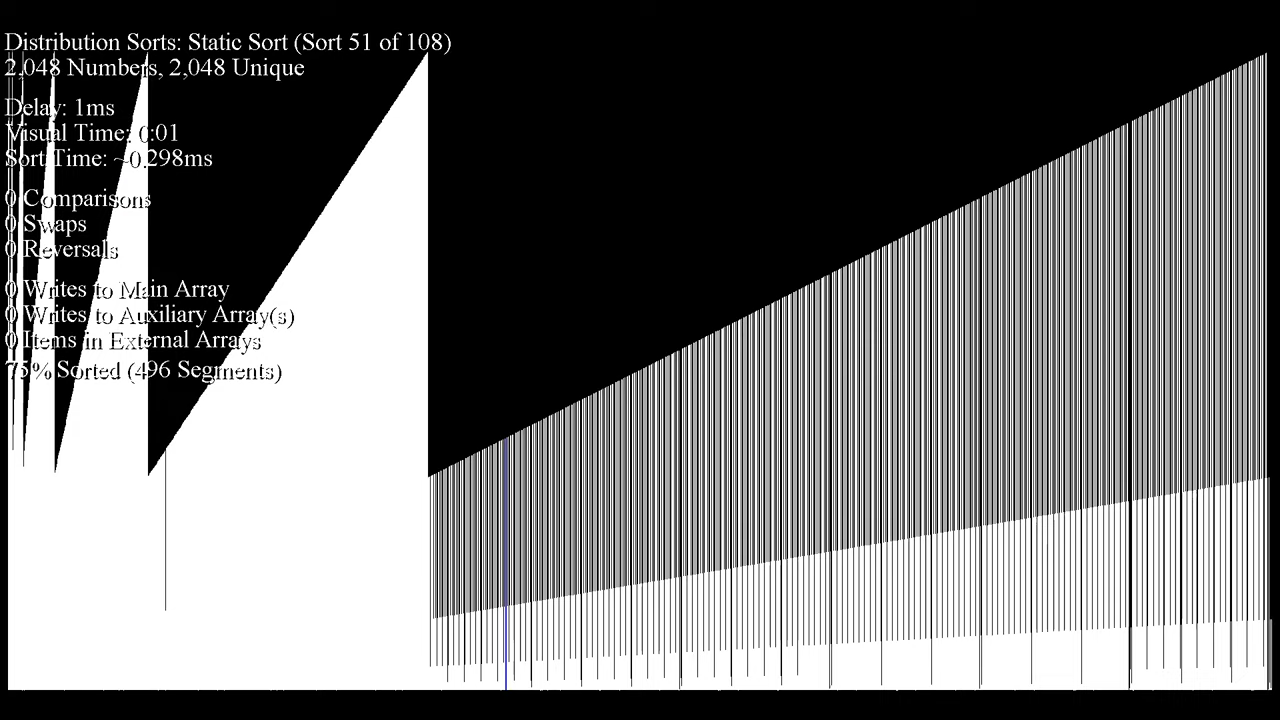 Distribution Sorts: Static Sort (Sort 51 of 108)
2,048 Numbers, 2,048 Unique
Delay: 1ms
Visual Time: 0:01
Sort Time: ~0.298ms
0 Comparisons
0 Swaps
0 Reversals
0 Writes to Main Array
0 Writes to Auxiliary Array(s)
0 Items in External Arrays
75% Sorted (496 Segments)